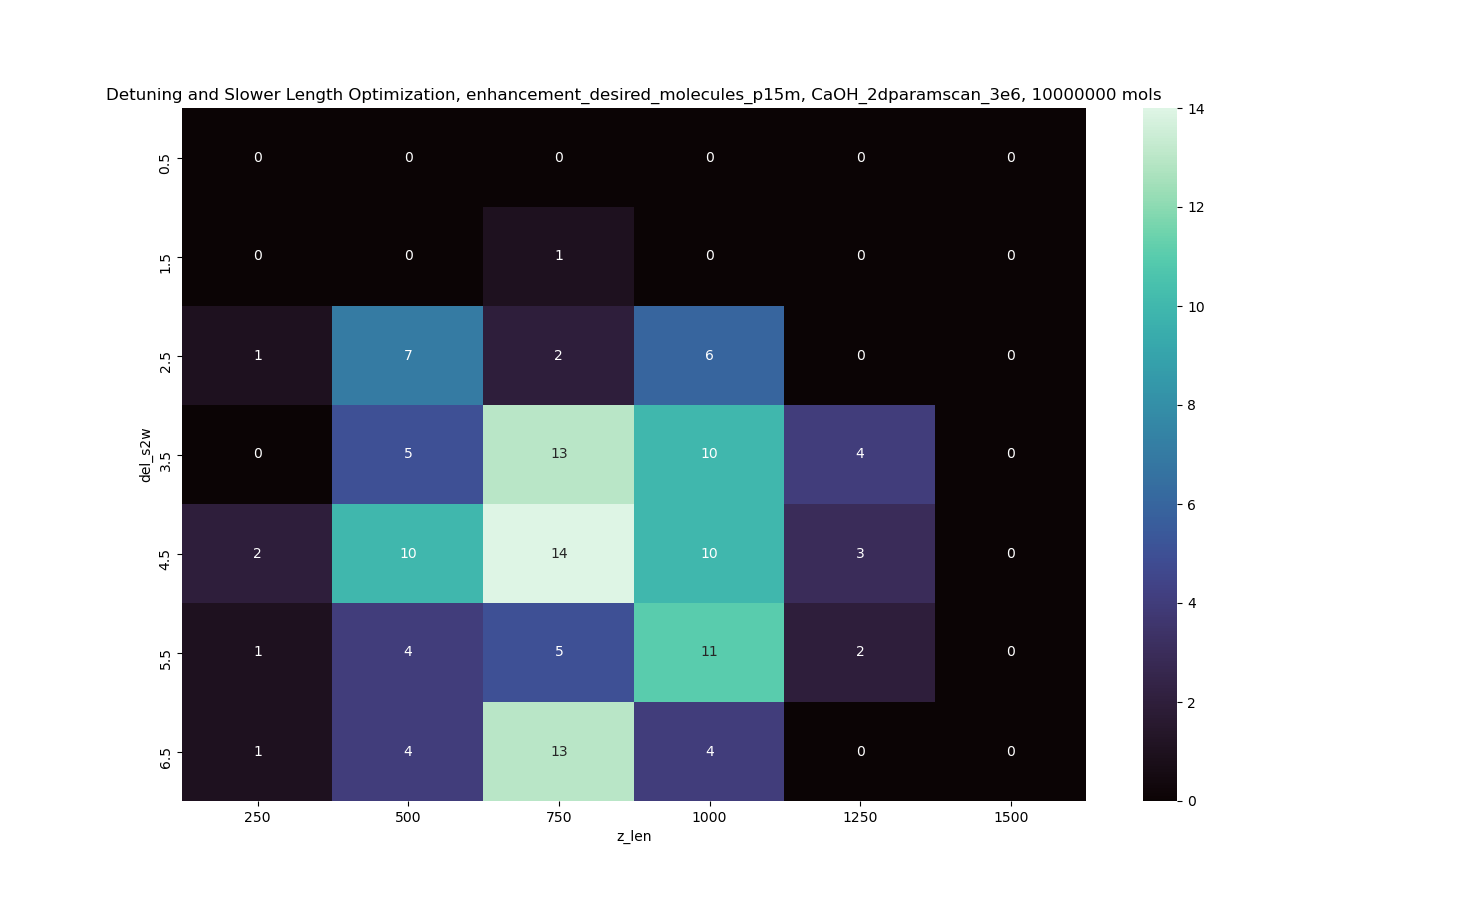 Detuning and Slower Length Optimization, enhancement_desired_molecules_p15m, CaOH_2dparamscan_3e6, 10000000 mols
del_s2w
0.5 0 0 0 0 0 0
1.5 0 0 1 0 0 0
2.5 1 7 2 6 0 0
3.5 0 5 13 10 4 0
4.5 2 10 14 10 3 0
5.5 1 4 5 11 2 0
6.5 1 4 13 4 0 0
250 500 750 1000 1250 1500
z_len
14
12
10
8
6
4
2
0